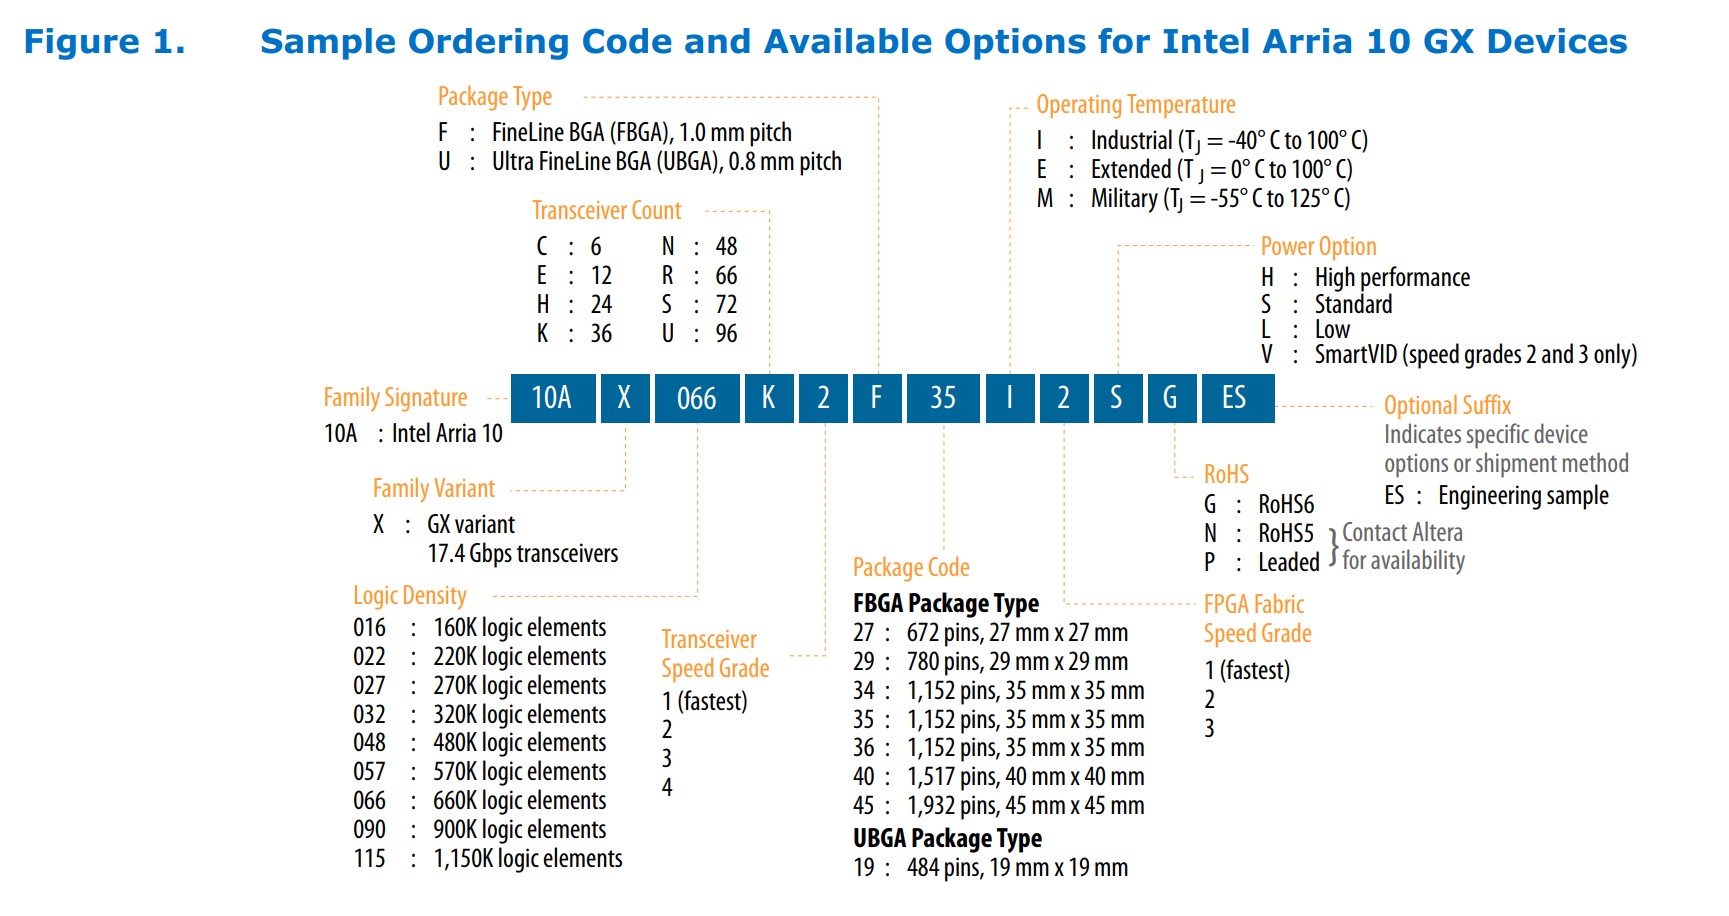 Figure 1. Sample Ordering Code and Available Options for Intel Arria 10 GX Devices
Package Type
F : FineLine BGA (FBGA), 1.0 mm pitch
U : Ultra FineLine BGA (UBGA), 0.8 mm pitch
Operating Temperature
I : Industrial (TJ = -40° C to 100° C)
E : Extended (TJ = 0° C to 100° C)
M : Military (TJ = -55° C to 125° C)
Transceiver Count
C : 6 N : 48
E : 12 R : 66
H : 24 S : 72
K : 36 U : 96
Power Option
H : High performance
S : Standard
L : Low
V : SmartVID (speed grades 2 and 3 only)
Family Signature
10A : Intel Arria 10
10A X 066 K 2 F 35 I 2 S G ES
Optional Suffix
Indicates specific device
options or shipment method
ES : Engineering sample
Family Variant
X : GX variant
17.4 Gbps transceivers
RoHS
G : RoHS6
N : RoHS5
P : Leaded
} Contact Altera
for availability
Logic Density
016 : 160K logic elements
022 : 220K logic elements
027 : 270K logic elements
032 : 320K logic elements
048 : 480K logic elements
057 : 570K logic elements
066 : 660K logic elements
090 : 900K logic elements
115 : 1,150K logic elements
Transceiver
Speed Grade
1 (fastest)
2
3
4
Package Code
FBGA Package Type
27 : 672 pins, 27 mm x 27 mm
29 : 780 pins, 29 mm x 29 mm
34 : 1,152 pins, 35 mm x 35 mm
35 : 1,152 pins, 35 mm x 35 mm
36 : 1,152 pins, 35 mm x 35 mm
40 : 1,517 pins, 40 mm x 40 mm
45 : 1,932 pins, 45 mm x 45 mm
UBGA Package Type
19 : 484 pins, 19 mm x 19 mm
FPGA Fabric
Speed Grade
1 (fastest)
2
3